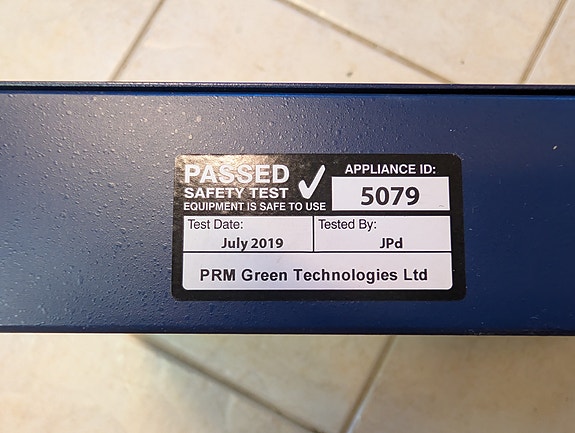 PASSED
SAFETY TEST
EQUIPMENT IS SAFE TO USE
APPLIANCE ID:
5079
Test Date:
July 2019
Tested By:
JPd
PRM Green Technologies Ltd